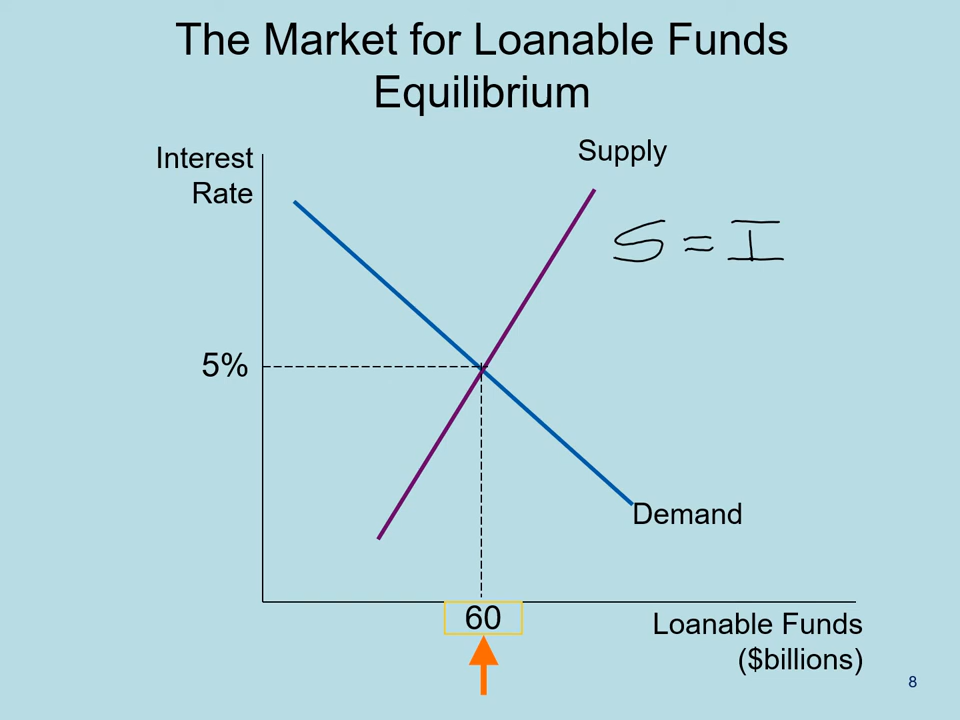 The Market for Loanable Funds
Equilibrium
Interest
Rate
Supply
S = I
5%
Demand
60
Loanable Funds
($billions)
8